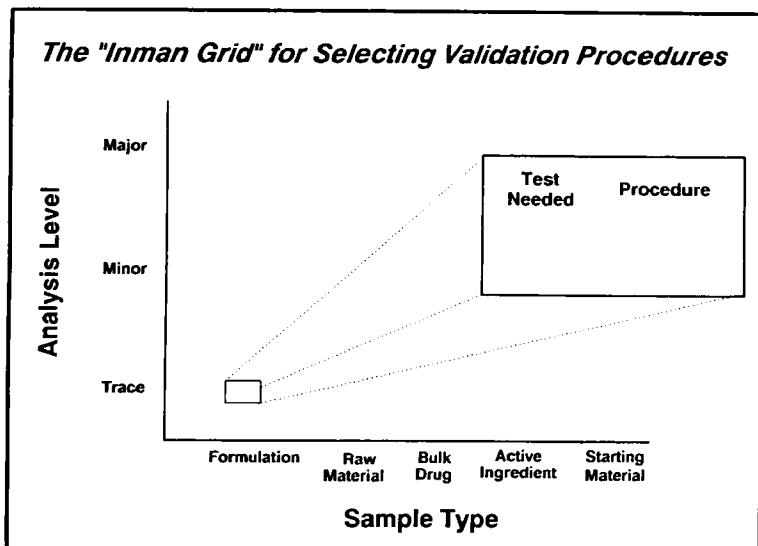 The "Inman Grid" for Selecting Validation Procedures
Major
Minor
Trace
Analysis Level
Test
Needed
Procedure
Formulation
Raw
Material
Bulk
Drug
Active
Ingredient
Starting
Material
Sample Type